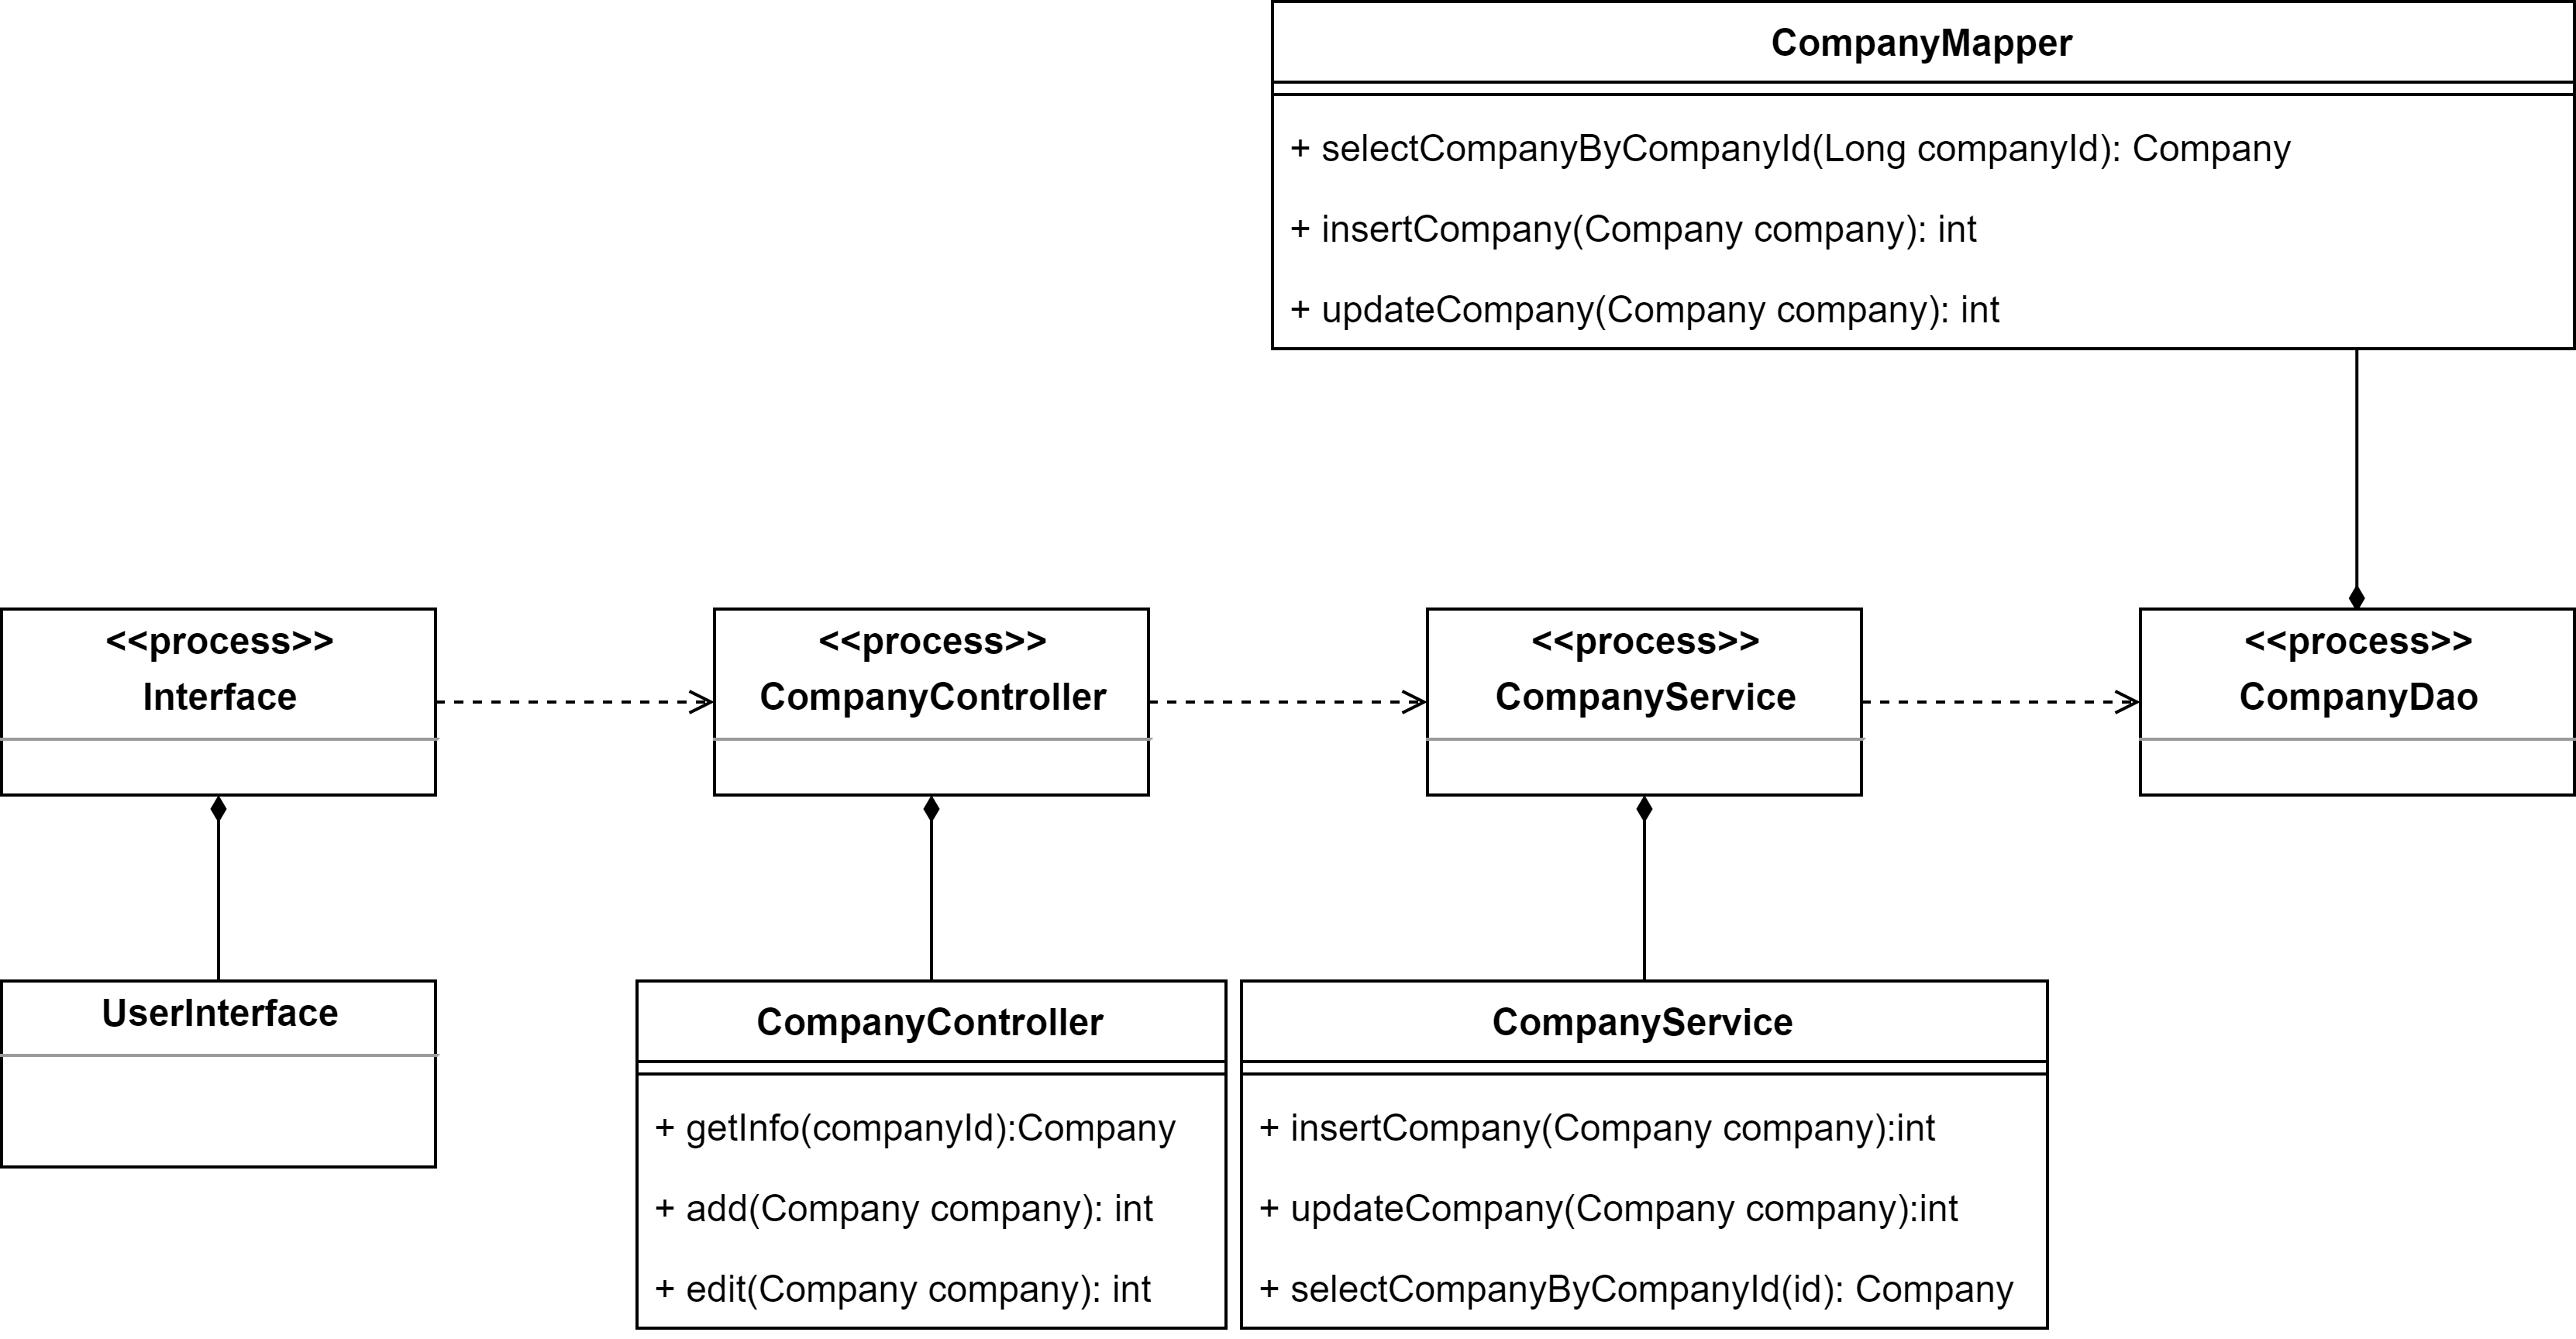 CompanyMapper
+ selectCompanyByCompanyId(Long companyId): Company
+ insertCompany(Company company): int
+ updateCompany(Company company): int
<<process>>
Interface
<<process>>
CompanyController
<<process>>
CompanyService
<<process>>
CompanyDao
UserInterface
CompanyController
+ getInfo(companyId):Company
+ add(Company company): int
+ edit(Company company): int
CompanyService
+ insertCompany(Company company):int
+ updateCompany(Company company):int
+ selectCompanyByCompanyId(id): Company